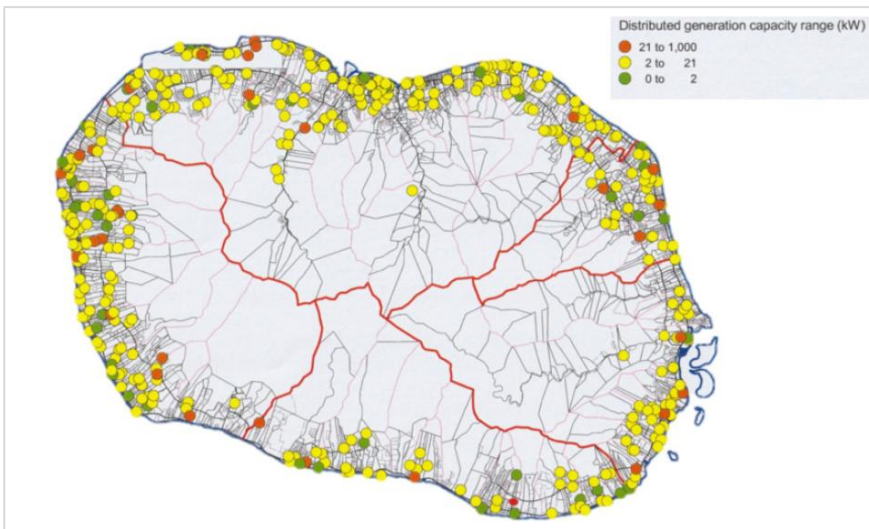 Distributed generation capacity range (kW)
21 to 1,000
2 to 21
0 to 2